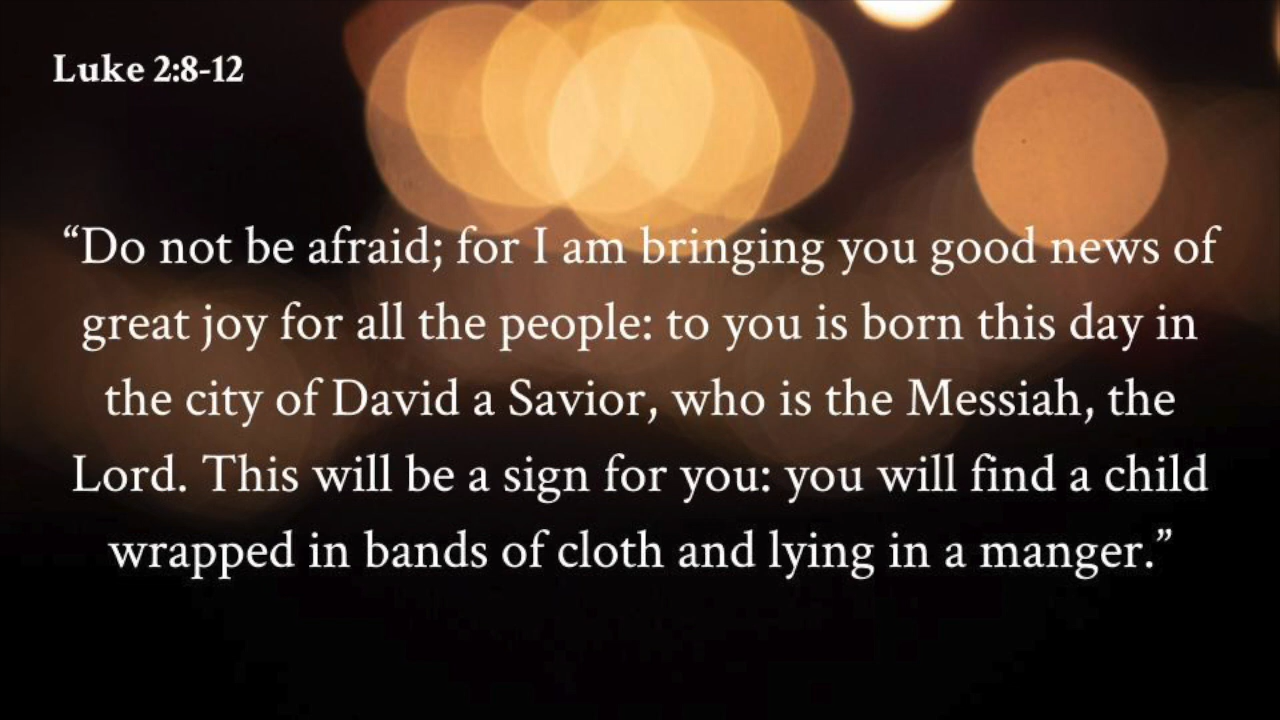 Luke 2:8-12
“Do not be afraid; for I am bringing you good news of
great joy for all the people: to you is born this day in
the city of David a Savior, who is the Messiah, the
Lord. This will be a sign for you: you will find a child
wrapped in bands of cloth and lying in a manger.”